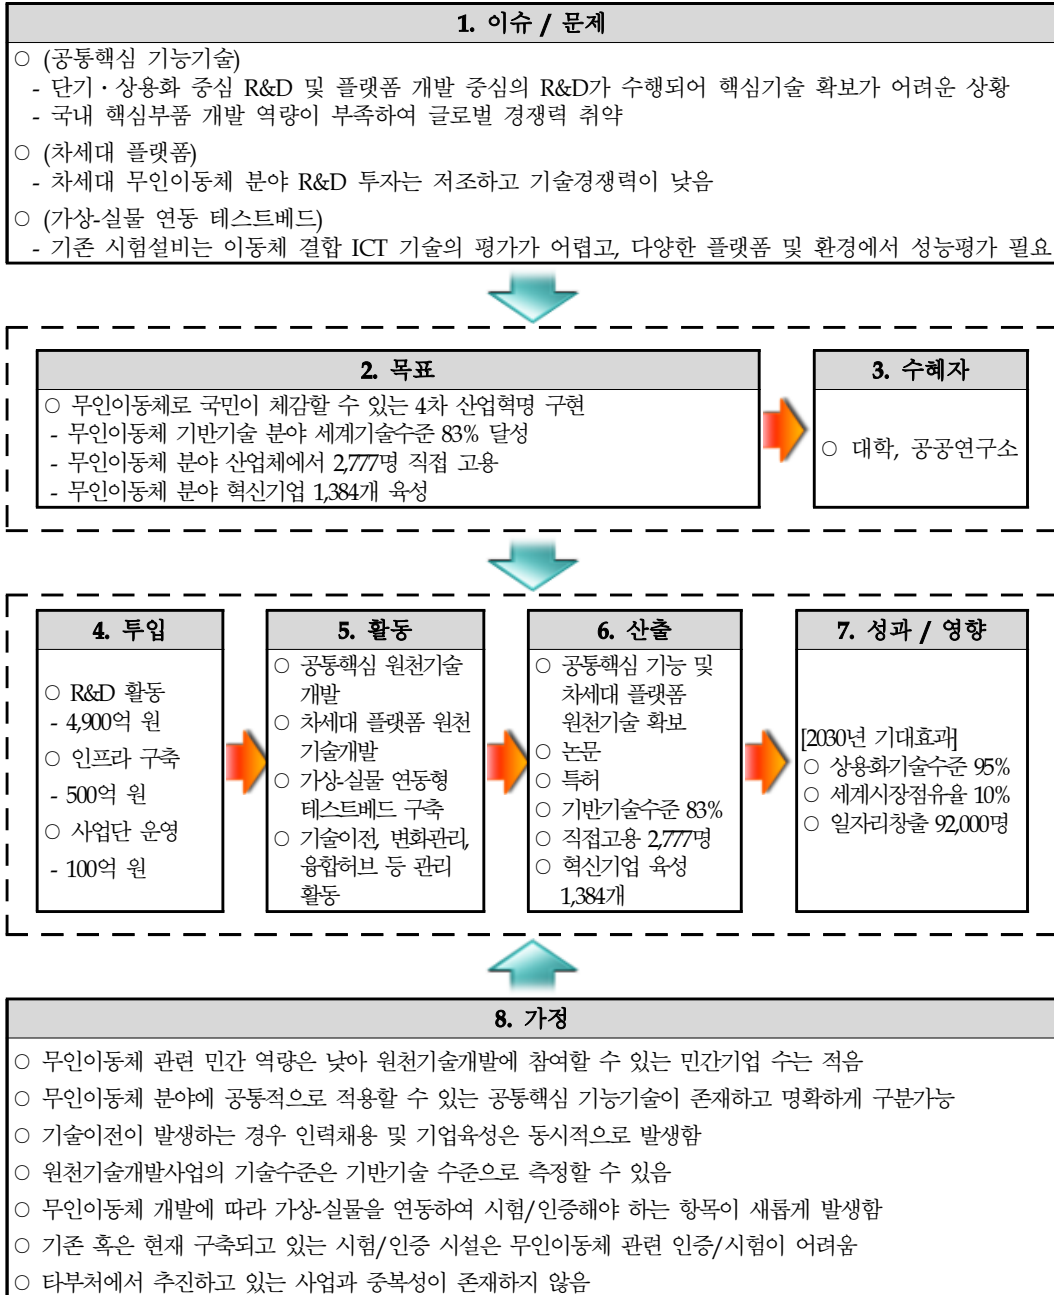 1. 이슈 / 문제
○ (공통핵심 기능기술)
- 단기·상용화 중심 R&D 및 플랫폼 개발 중심의 R&D가 수행되어 핵심기술 확보가 어려운 상황
- 국내 핵심부품 개발 역량이 부족하여 글로벌 경쟁력 취약
○ (차세대 플랫폼)
- 차세대 무인이동체 분야 R&D 투자는 저조하고 기술경쟁력이 낮음
○ (가상-실물 연동 테스트베드)
- 기존 시험설비는 이동체 결합 ICT 기술의 평가가 어렵고, 다양한 플랫폼 및 환경에서 성능평가 필요
2. 목표
○ 무인이동체로 국민이 체감할 수 있는 4차 산업혁명 구현
- 무인이동체 기반기술 분야 세계기술수준 83% 달성
- 무인이동체 분야 산업체에서 2,777명 직접 고용
- 무인이동체 분야 혁신기업 1,384개 육성
3. 수혜자
○ 대학, 공공연구소
4. 투입
○ R&D 활동
- 4,900억 원
○ 인프라 구축
- 500억 원
○ 사업단 운영
- 100억 원
5. 활동
○ 공통핵심 원천기술
개발
○ 차세대 플랫폼 원천
기술개발
○ 가상-실물 연동형
테스트베드 구축
○ 기술이전, 변화관리,
융합허브 등 관리
활동
6. 산출
○ 공통핵심 기능 및
차세대 플랫폼
원천기술 확보
○ 논문
○ 특허
○ 기반기술수준 83%
○ 직접고용 2,777명
○ 혁신기업 육성
1,384개
7. 성과 / 영향
[2030년 기대효과]
○ 상용화기술수준 95%
○ 세계시장점유율 10%
○ 일자리창출 92,000명
8. 가정
○ 무인이동체 관련 민간 역량은 낮아 원천기술개발에 참여할 수 있는 민간기업 수는 적음
○ 무인이동체 분야에 공통적으로 적용할 수 있는 공통핵심 기능기술이 존재하고 명확하게 구분가능
○ 기술이전이 발생하는 경우 인력채용 및 기업육성은 동시적으로 발생함
○ 원천기술개발사업의 기술수준은 기반기술 수준으로 측정할 수 있음
○ 무인이동체 개발에 따라 가상-실물을 연동하여 시험/인증해야 하는 항목이 새롭게 발생함
○ 기존 혹은 현재 구축되고 있는 시험/인증 시설은 무인이동체 관련 인증/시험이 어려움
○ 타부처에서 추진하고 있는 사업과 중복성이 존재하지 않음